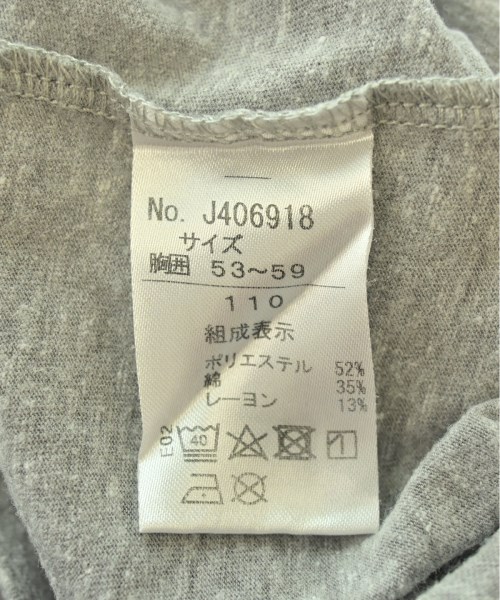 No. J406918
サイズ
胸囲 53～59
110
組成表示
ポリエステル 52%
綿 35%
レーヨン 13%
E02 40